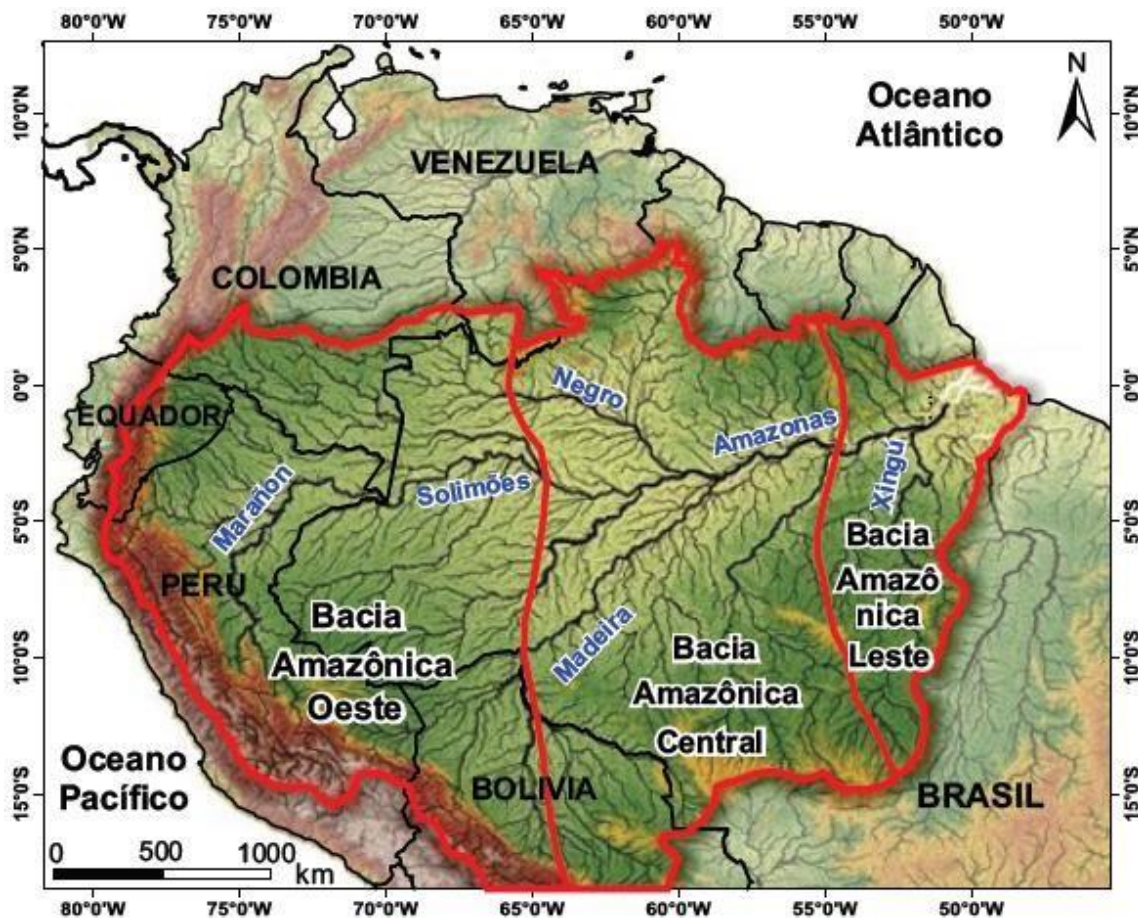 80°0'W 75°0'W 70°0'W 65°0'W 60°0'W 55°0'W 50°0'W
N
Oceano
Atlântico
10°0'N
10°0'N
VENEZUELA
5°0'N
5°0'N
COLOMBIA
Negro
0°0'
0°0'
EQUADOR
Amazonas
Xingú
Solimões
Marañon
5°0'S
5°0'S
Bacia
Amazô
nica
Leste
PERU
Bacia
Amazônica
Oeste
Madeira
Bacia
Amazônica
Central
10°0'S
10°0'S
Oceano
Pacífico
BOLIVIA
BRASIL
15°0'S
15°0'S
0 500 1000
km
80°0'W 75°0'W 70°0'W 65°0'W 60°0'W 55°0'W 50°0'W